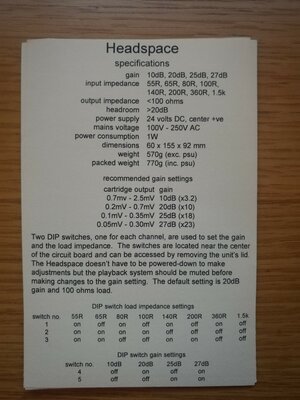 Headspace
specifications
gain 10dB, 20dB, 25dB, 27dB
input impedance 55R, 65R, 80R, 100R,
140R, 200R, 360R, 1.5k
output impedance <100 ohms
headroom >20dB
power supply 24 volts DC, center +ve
mains voltage 100V - 250V AC
power consumption 1W
dimensions 60 x 155 x 92 mm
weight 570g (exc. psu)
packed weight 770g (inc. psu)
recommended gain settings
cartridge output gain
0.7mv - 2.5mV 10dB (x3.2)
0.2mV - 0.7mV 20dB (x10)
0.1mV - 0.35mV 25dB (x18)
0.05mV - 0.30mV 27dB (x23)
Two DIP switches, one for each channel, are used to set the gain
and the load impedance. The switches are located near the center
of the circuit board and can be accessed by removing the unit's lid.
The Headspace doesn't have to be powered-down to make
adjustments but the playback system should be muted before
making changes to the gain setting. The default setting is 20dB
gain and 100 ohms load.
DIP switch load impedance settings
switch no. 55R 65R 80R 100R 140R 200R 360R 1.5k
1 on off on off on off on off
2 on on off off on on off off
3 on on on on off off off off
DIP switch gain settings
switch no. 10dB 20dB 25dB 27dB
4 off off on on
5 off on off on